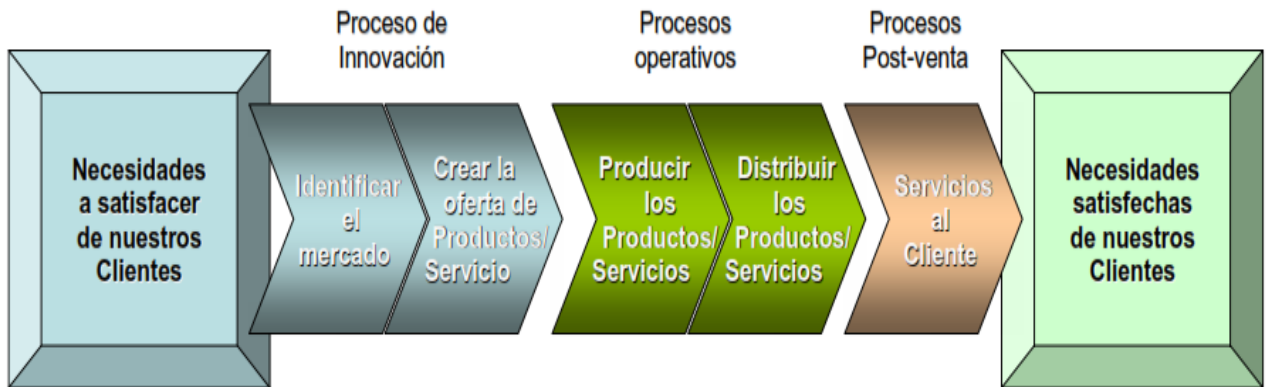 Proceso de
Innovación
Procesos
operativos
Procesos
Post-venta
Necesidades
a satisfacer
de nuestros
Clientes
Identificar
el
mercado
Crear la
oferta de
Productos/
Servicio
Producir
los
Productos/
Servicios
Distribuir
los
Productos/
Servicios
Servicios
al
Cliente
Necesidades
satisfechas
de nuestros
Clientes